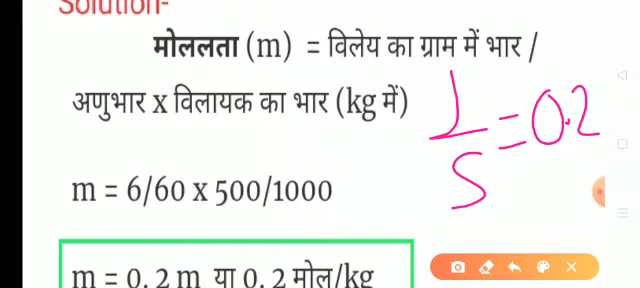 Solution-
मोललता (m) = विलेय का ग्राम में भार /
अणुभार x विलायक का भार (kg में)
1/5 = 0.2
m = 6/60 x 500/1000
m = 0.2 m या 0.2 मोल/kg